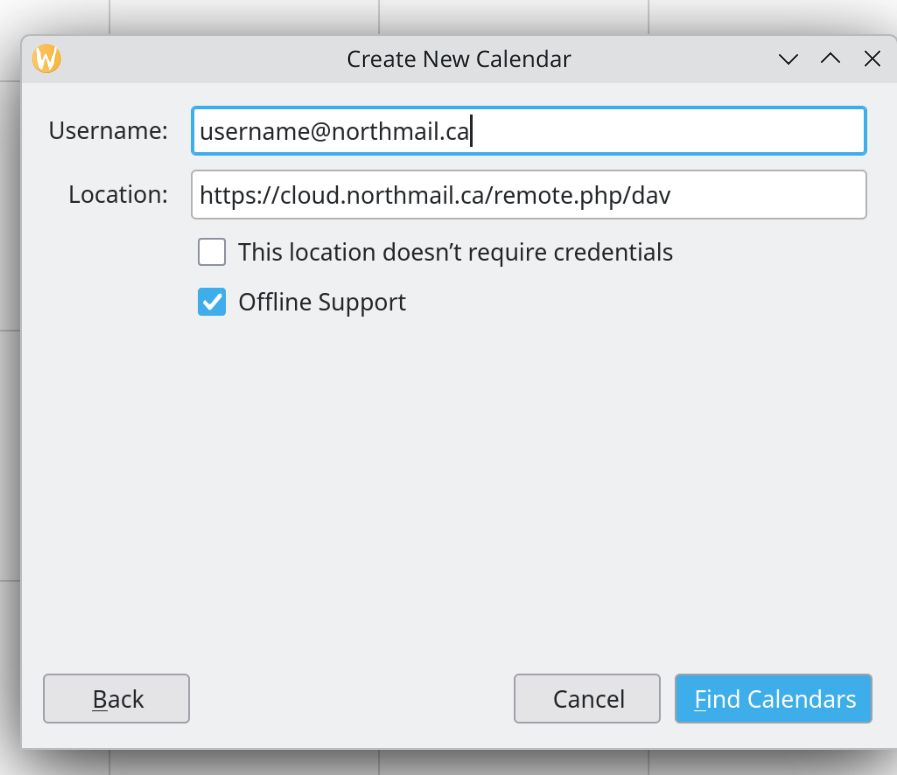 W
Create New Calendar
Username: username@northmail.ca
Location: https://cloud.northmail.ca/remote.php/dav
This location doesn’t require credentials
Offline Support
Back Cancel Find Calendars